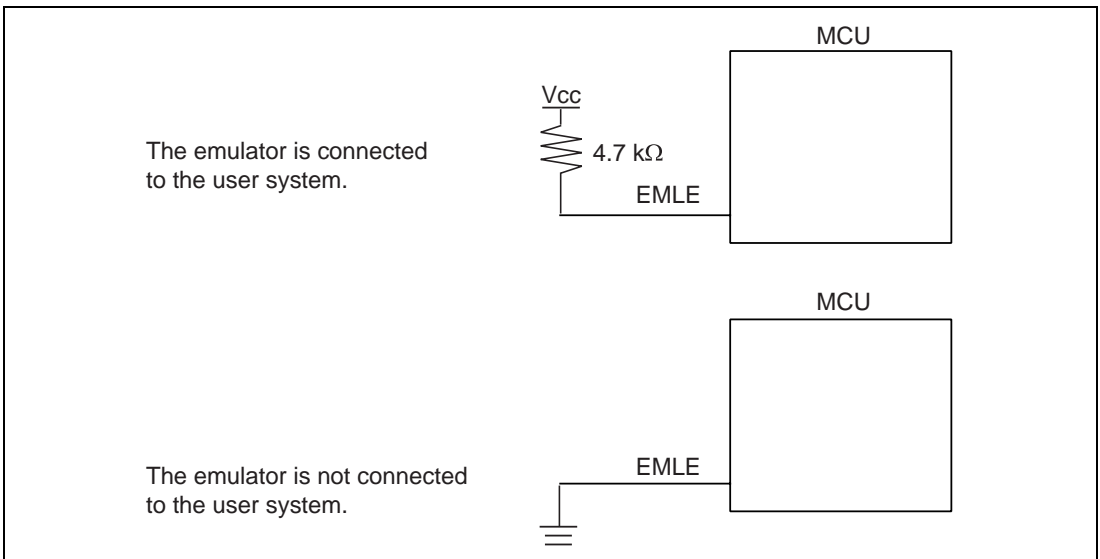 MCU
Vcc
The emulator is connected
to the user system.
4.7 kΩ
EMLE
MCU
The emulator is not connected
to the user system.
EMLE